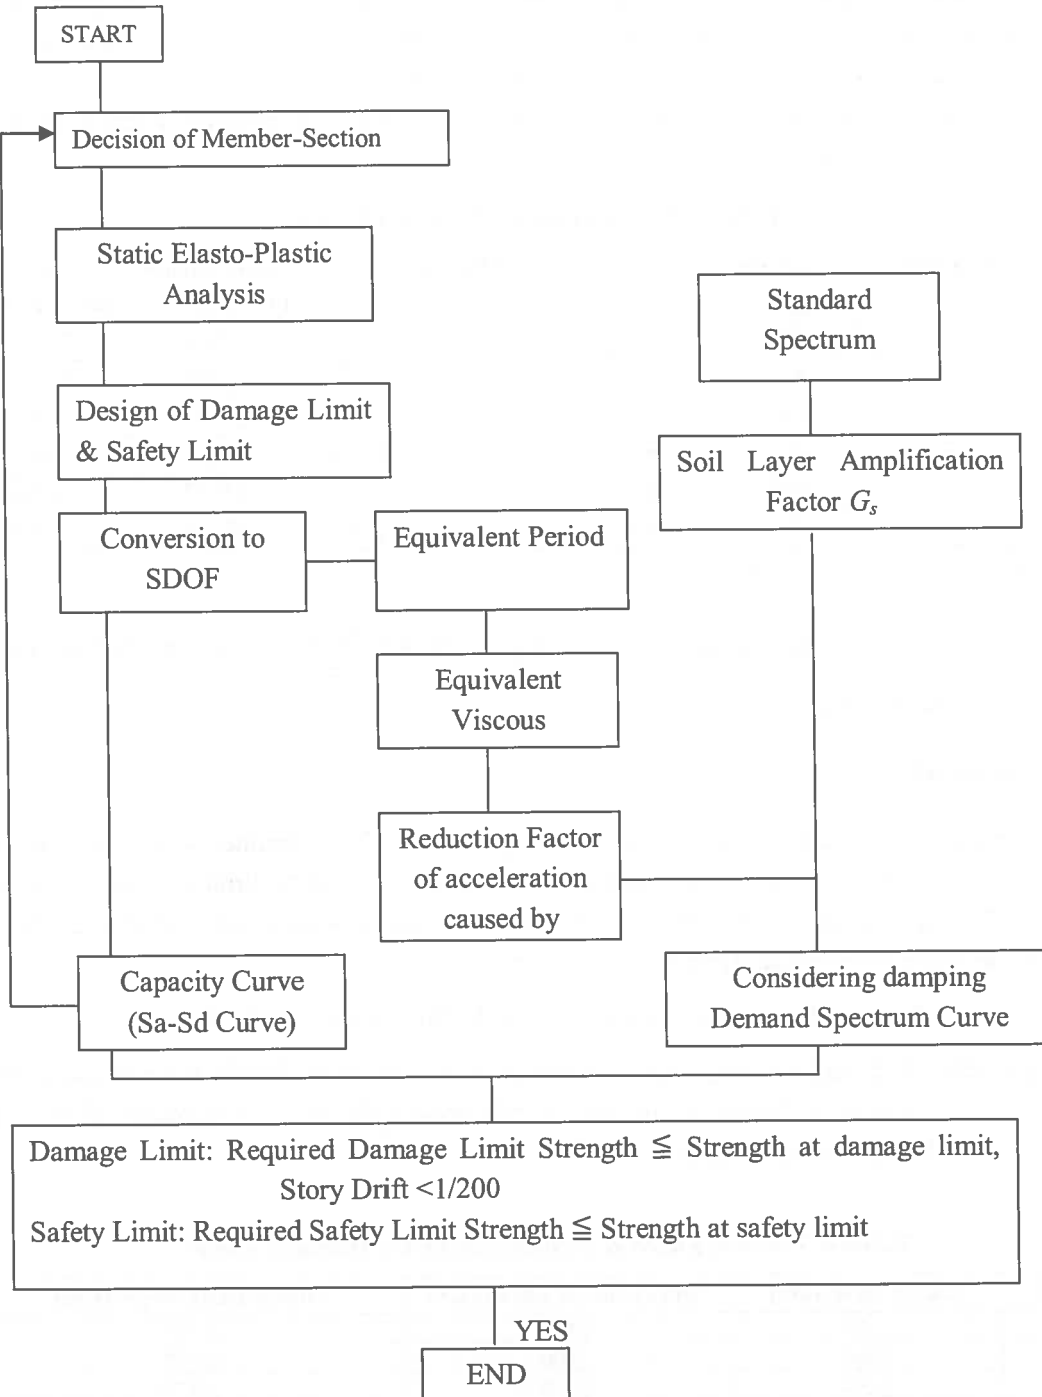 START
Decision of Member-Section
Static Elasto-Plastic
Analysis
Standard
Spectrum
Design of Damage Limit
& Safety Limit
Soil Layer Amplification
Factor Gs
Conversion to
SDOF
Equivalent Period
Equivalent
Viscous
Reduction Factor
of acceleration
caused by
Capacity Curve
(Sa-Sd Curve)
Considering damping
Demand Spectrum Curve
Damage Limit: Required Damage Limit Strength ≦ Strength at damage limit,
Story Drift <1/200
Safety Limit: Required Safety Limit Strength ≦ Strength at safety limit
YES
END